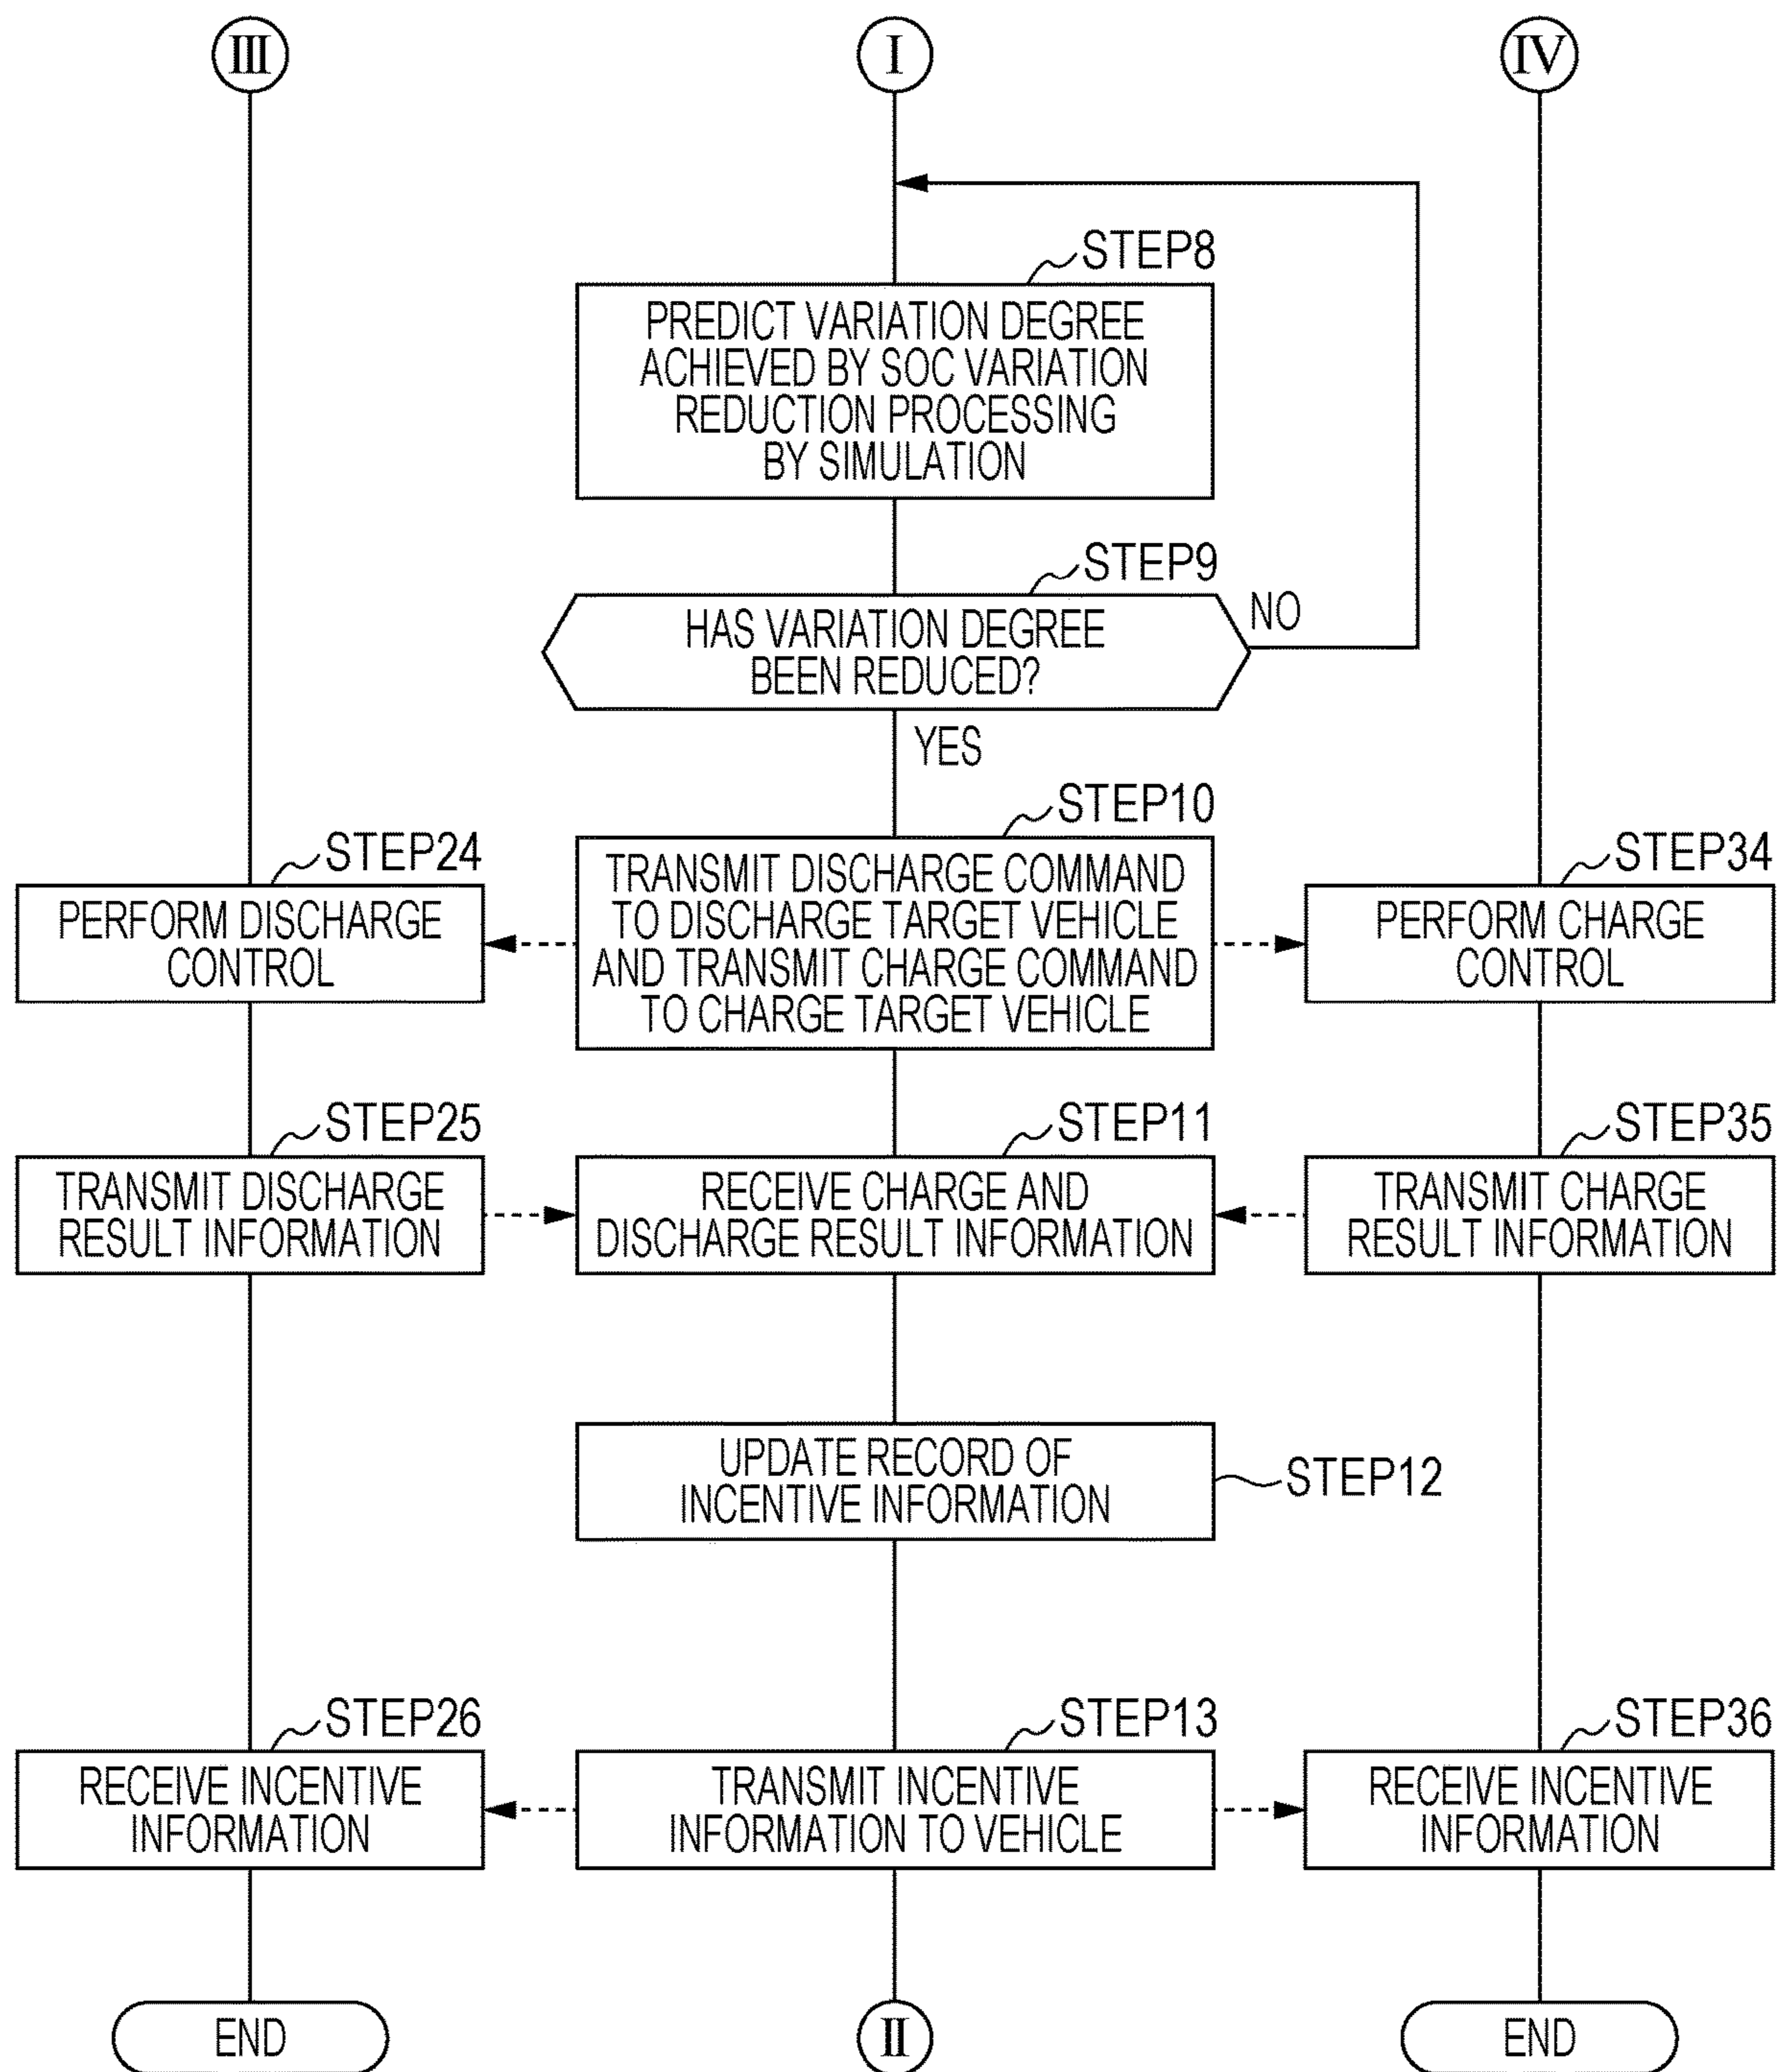 III
I
IV
STEP8
PREDICT VARIATION DEGREE
ACHIEVED BY SOC VARIATION
REDUCTION PROCESSING
BY SIMULATION
STEP9
HAS VARIATION DEGREE
BEEN REDUCED?
NO
YES
STEP24
PERFORM DISCHARGE
CONTROL
STEP10
TRANSMIT DISCHARGE COMMAND
TO DISCHARGE TARGET VEHICLE
AND TRANSMIT CHARGE COMMAND
TO CHARGE TARGET VEHICLE
STEP34
PERFORM CHARGE
CONTROL
STEP25
TRANSMIT DISCHARGE
RESULT INFORMATION
STEP11
RECEIVE CHARGE AND
DISCHARGE RESULT INFORMATION
STEP35
TRANSMIT CHARGE
RESULT INFORMATION
UPDATE RECORD OF
INCENTIVE INFORMATION
STEP12
STEP26
RECEIVE INCENTIVE
INFORMATION
STEP13
TRANSMIT INCENTIVE
INFORMATION TO VEHICLE
STEP36
RECEIVE INCENTIVE
INFORMATION
END
II
END